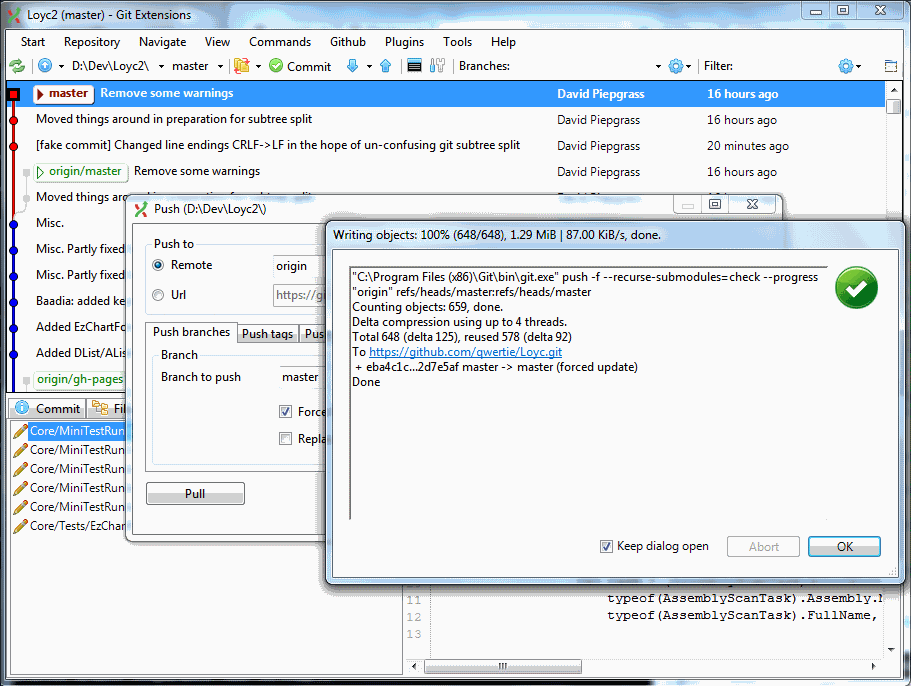 Loyc2 (master) - Git Extensions
Start Repository Navigate View Commands Github Plugins Tools Help
D:\Dev\Loyc2\ master Commit Branches: Filter:
master Remove some warnings David Piepgrass 16 hours ago
Moved things around in preparation for subtree split David Piepgrass 16 hours ago
[fake commit] Changed line endings CRLF->LF in the hope of un-confusing git subtree split David Piepgrass 20 minutes ago
origin/master Remove some warnings David Piepgrass 16 hours ago
Moved things
Misc.
Misc. Partly fixed
Misc. Partly fixed
Baadia: added ke
Added EzChartFo
Added DList/ALis
origin/gh-pages
Commit Fil
Core/MiniTestRun
Core/MiniTestRun
Core/MiniTestRun
Core/MiniTestRun
Core/MiniTestRun
Core/Tests/EzChar
Push (D:\Dev\Loyc2\)
Push to
Remote origin
Url https://gi
Push branches Push tags Pus
Branch
Branch to push master
Force
Repla
Pull
Writing objects: 100% (648/648), 1.29 MiB | 87.00 KiB/s, done.
"C:\Program Files (x86)\Git\bin\git.exe" push -f --recurse-submodules=check --progress
"origin" refs/heads/master:refs/heads/master
Counting objects: 659, done.
Delta compression using up to 4 threads.
Total 648 (delta 125), reused 578 (delta 92)
To https://github.com/qwertie/Loyc.git
+ eba4c1c...2d7e5af master -> master (forced update)
Done
Keep dialog open Abort OK
11 typeof(AssemblyScanTask).Assembly.N
12 typeof(AssemblyScanTask).FullName,
13